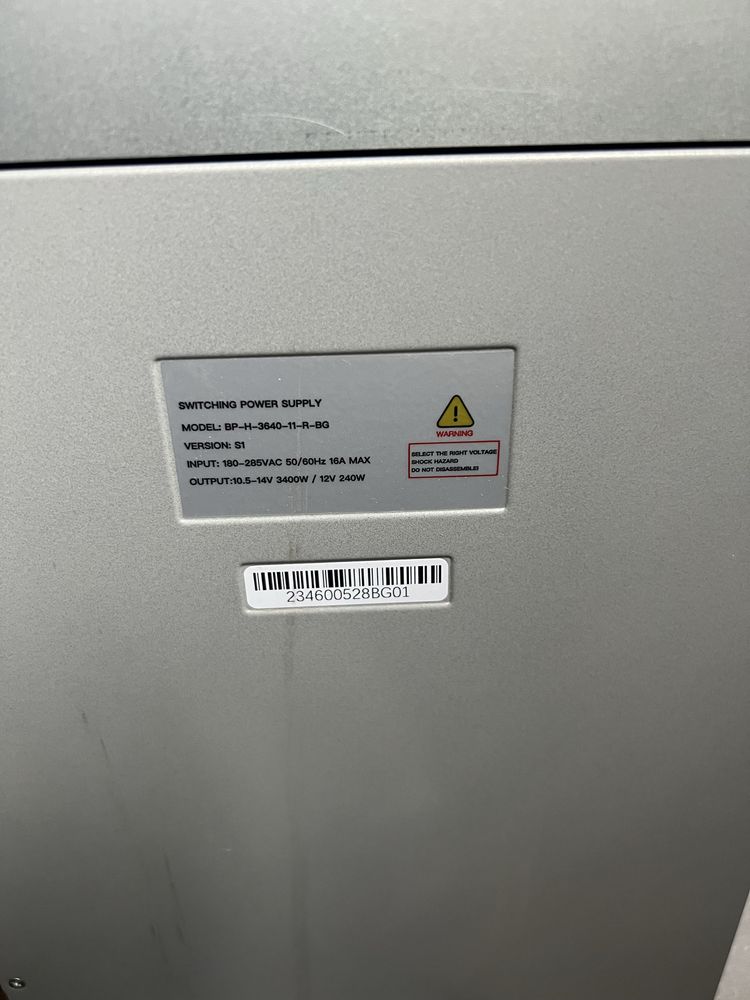 SWITCHING POWER SUPPLY
MODEL: BP-H-3640-11-R-BG
VERSION: S1
INPUT: 180-285VAC 50/60Hz 16A MAX
OUTPUT:10.5-14V 3400W / 12V 240W
WARNING
SELECT THE RIGHT VOLTAGE
SHOCK HAZARD
DO NOT DISASSEMBLE!
234600528BG01